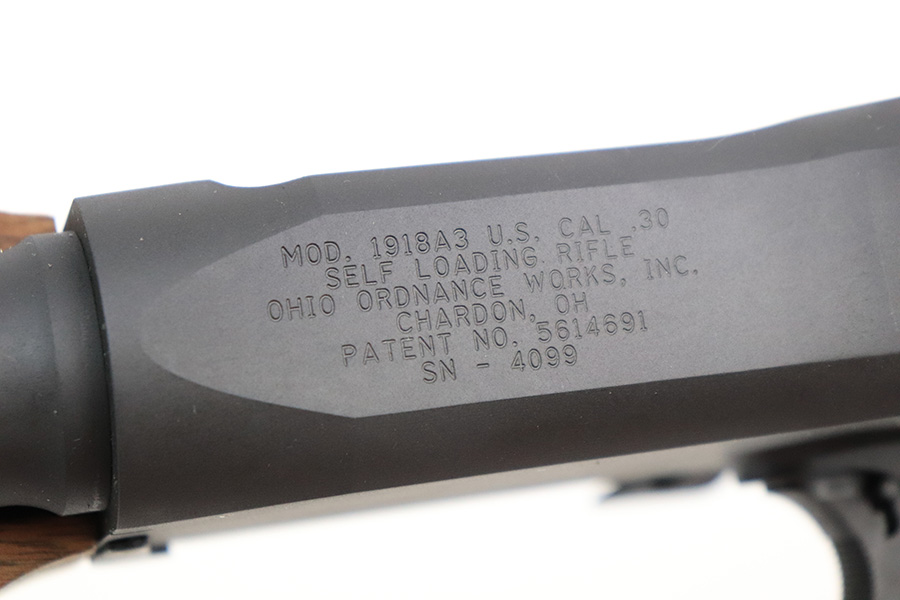 MOD. 1918A3 U.S. CAL .30
SELF LOADING RIFLE
OHIO ORDNANCE WORKS, INC.
CHARDON, OH
PATENT NO. 5614691
SN - 4099